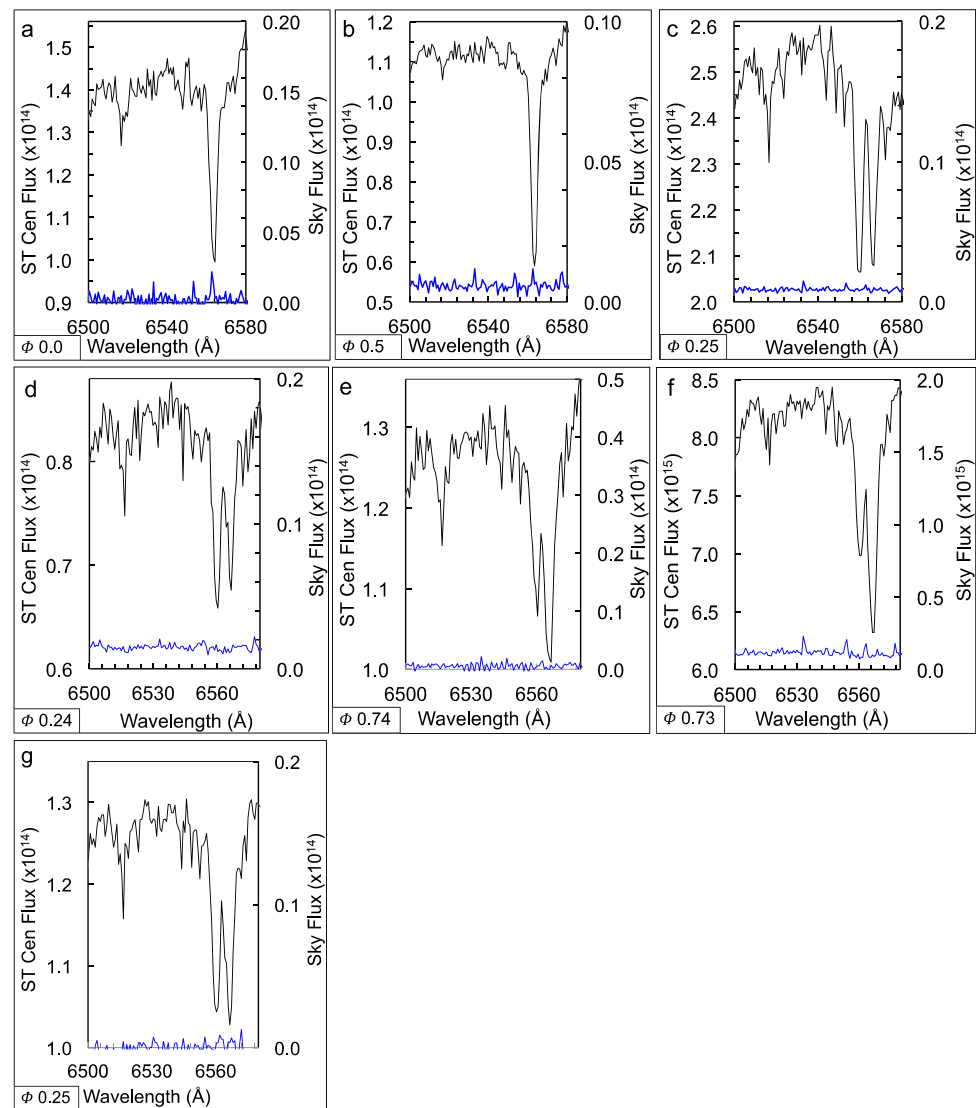 a
ST Cen Flux (x10¹⁴)
1.5
1.4
1.3
1.2
1.1
1.0
0.9
0.20
0.15
0.10
0.05
0.00
Sky Flux (x10¹⁴)
6500 6540 6580
Φ 0.0 Wavelength (Å)
b
ST Cen Flux (x10¹⁴)
1.2
1.1
1.0
0.9
0.8
0.7
0.6
0.5
0.10
0.05
0.00
Sky Flux (x10¹⁴)
6500 6540 6580
Φ 0.5 Wavelength (Å)
c
ST Cen Flux (x10¹⁴)
2.6
2.5
2.4
2.3
2.2
2.1
2.0
0.2
0.1
0.0
Sky Flux (x10¹⁴)
6500 6540 6580
Φ 0.25 Wavelength (Å)
d
ST Cen Flux (x10¹⁴)
0.8
0.7
0.6
0.2
0.1
0.0
Sky Flux (x10¹⁴)
6500 6530 6560
Φ 0.24 Wavelength (Å)
e
ST Cen Flux (x10¹⁴)
1.3
1.2
1.1
1.0
0.5
0.4
0.3
0.2
0.1
0.0
Sky Flux (x10¹⁴)
6500 6530 6560
Φ 0.74 Wavelength (Å)
f
ST Cen Flux (x10¹⁵)
8.5
8.0
7.5
7.0
6.5
6.0
2.0
1.5
1.0
0.5
0.0
Sky Flux (x10¹⁵)
6500 6530 6560
Φ 0.73 Wavelength (Å)
g
ST Cen Flux (x10¹⁴)
1.3
1.2
1.1
1.0
0.2
0.1
0.0
Sky Flux (x10¹⁴)
6500 6530 6560
Φ 0.25 Wavelength (Å)